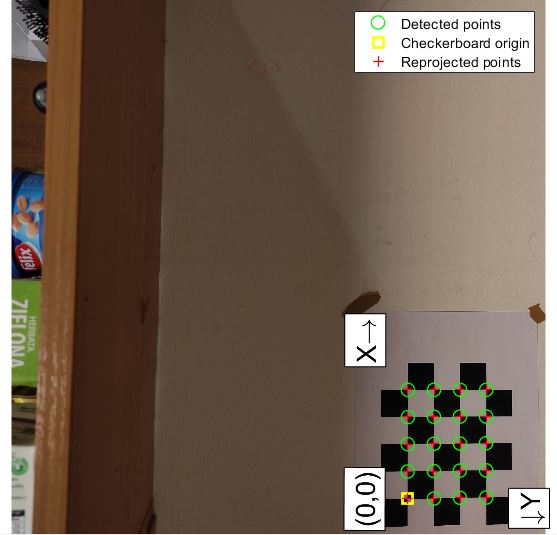 Detected points
Checkerboard origin
Reprojected points
HERBATA
ZIELONA
X→
(0,0)
→Y